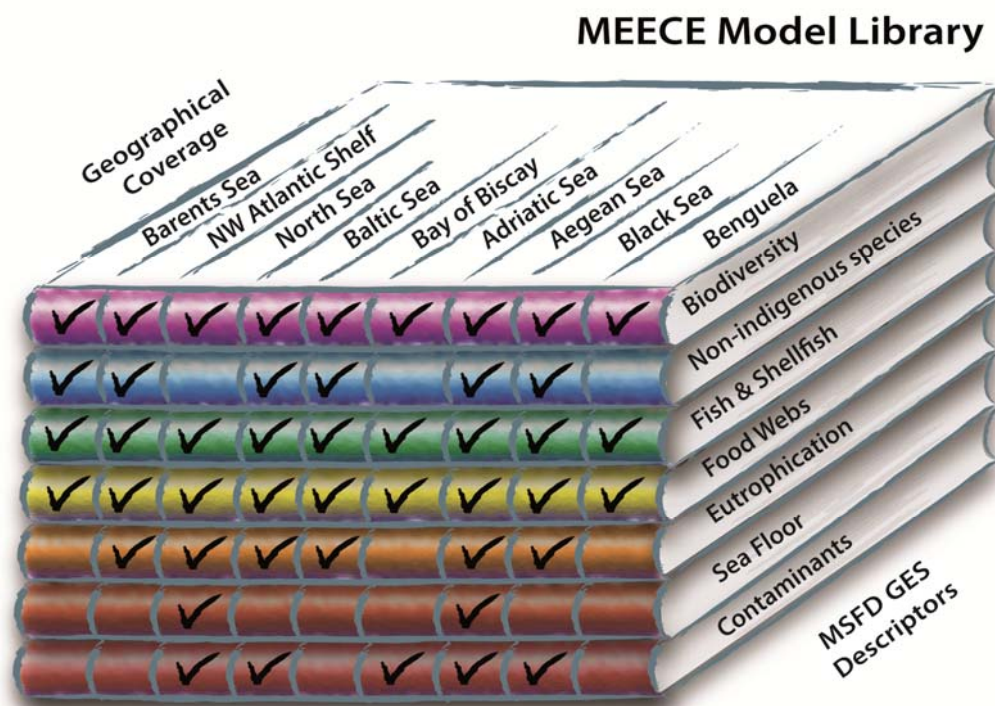 MEECE Model Library
Geographical
Coverage
Barents Sea
NW Atlantic Shelf
North Sea
Baltic Sea
Bay of Biscay
Adriatic Sea
Aegean Sea
Black Sea
Benguela
Biodiversity
Non-indigenous species
Fish & Shellfish
Food Webs
Eutrophication
Sea Floor
Contaminants
MSFD GES
Descriptors